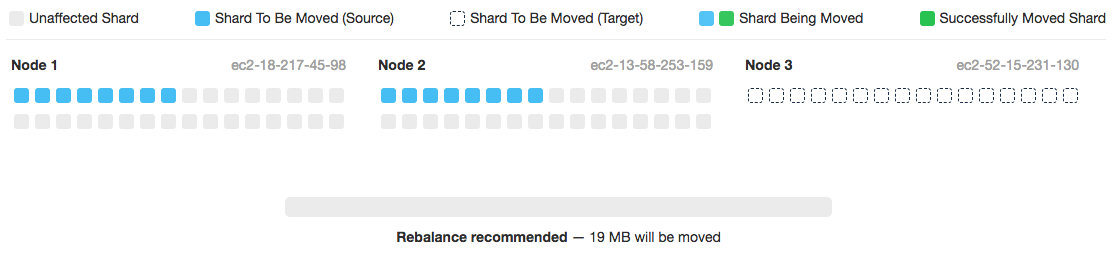 Unaffected Shard Shard To Be Moved (Source) Shard To Be Moved (Target) Shard Being Moved Successfully Moved Shard
Node 1 ec2-18-217-45-98 Node 2 ec2-13-58-253-159 Node 3 ec2-52-15-231-130
Rebalance recommended — 19 MB will be moved